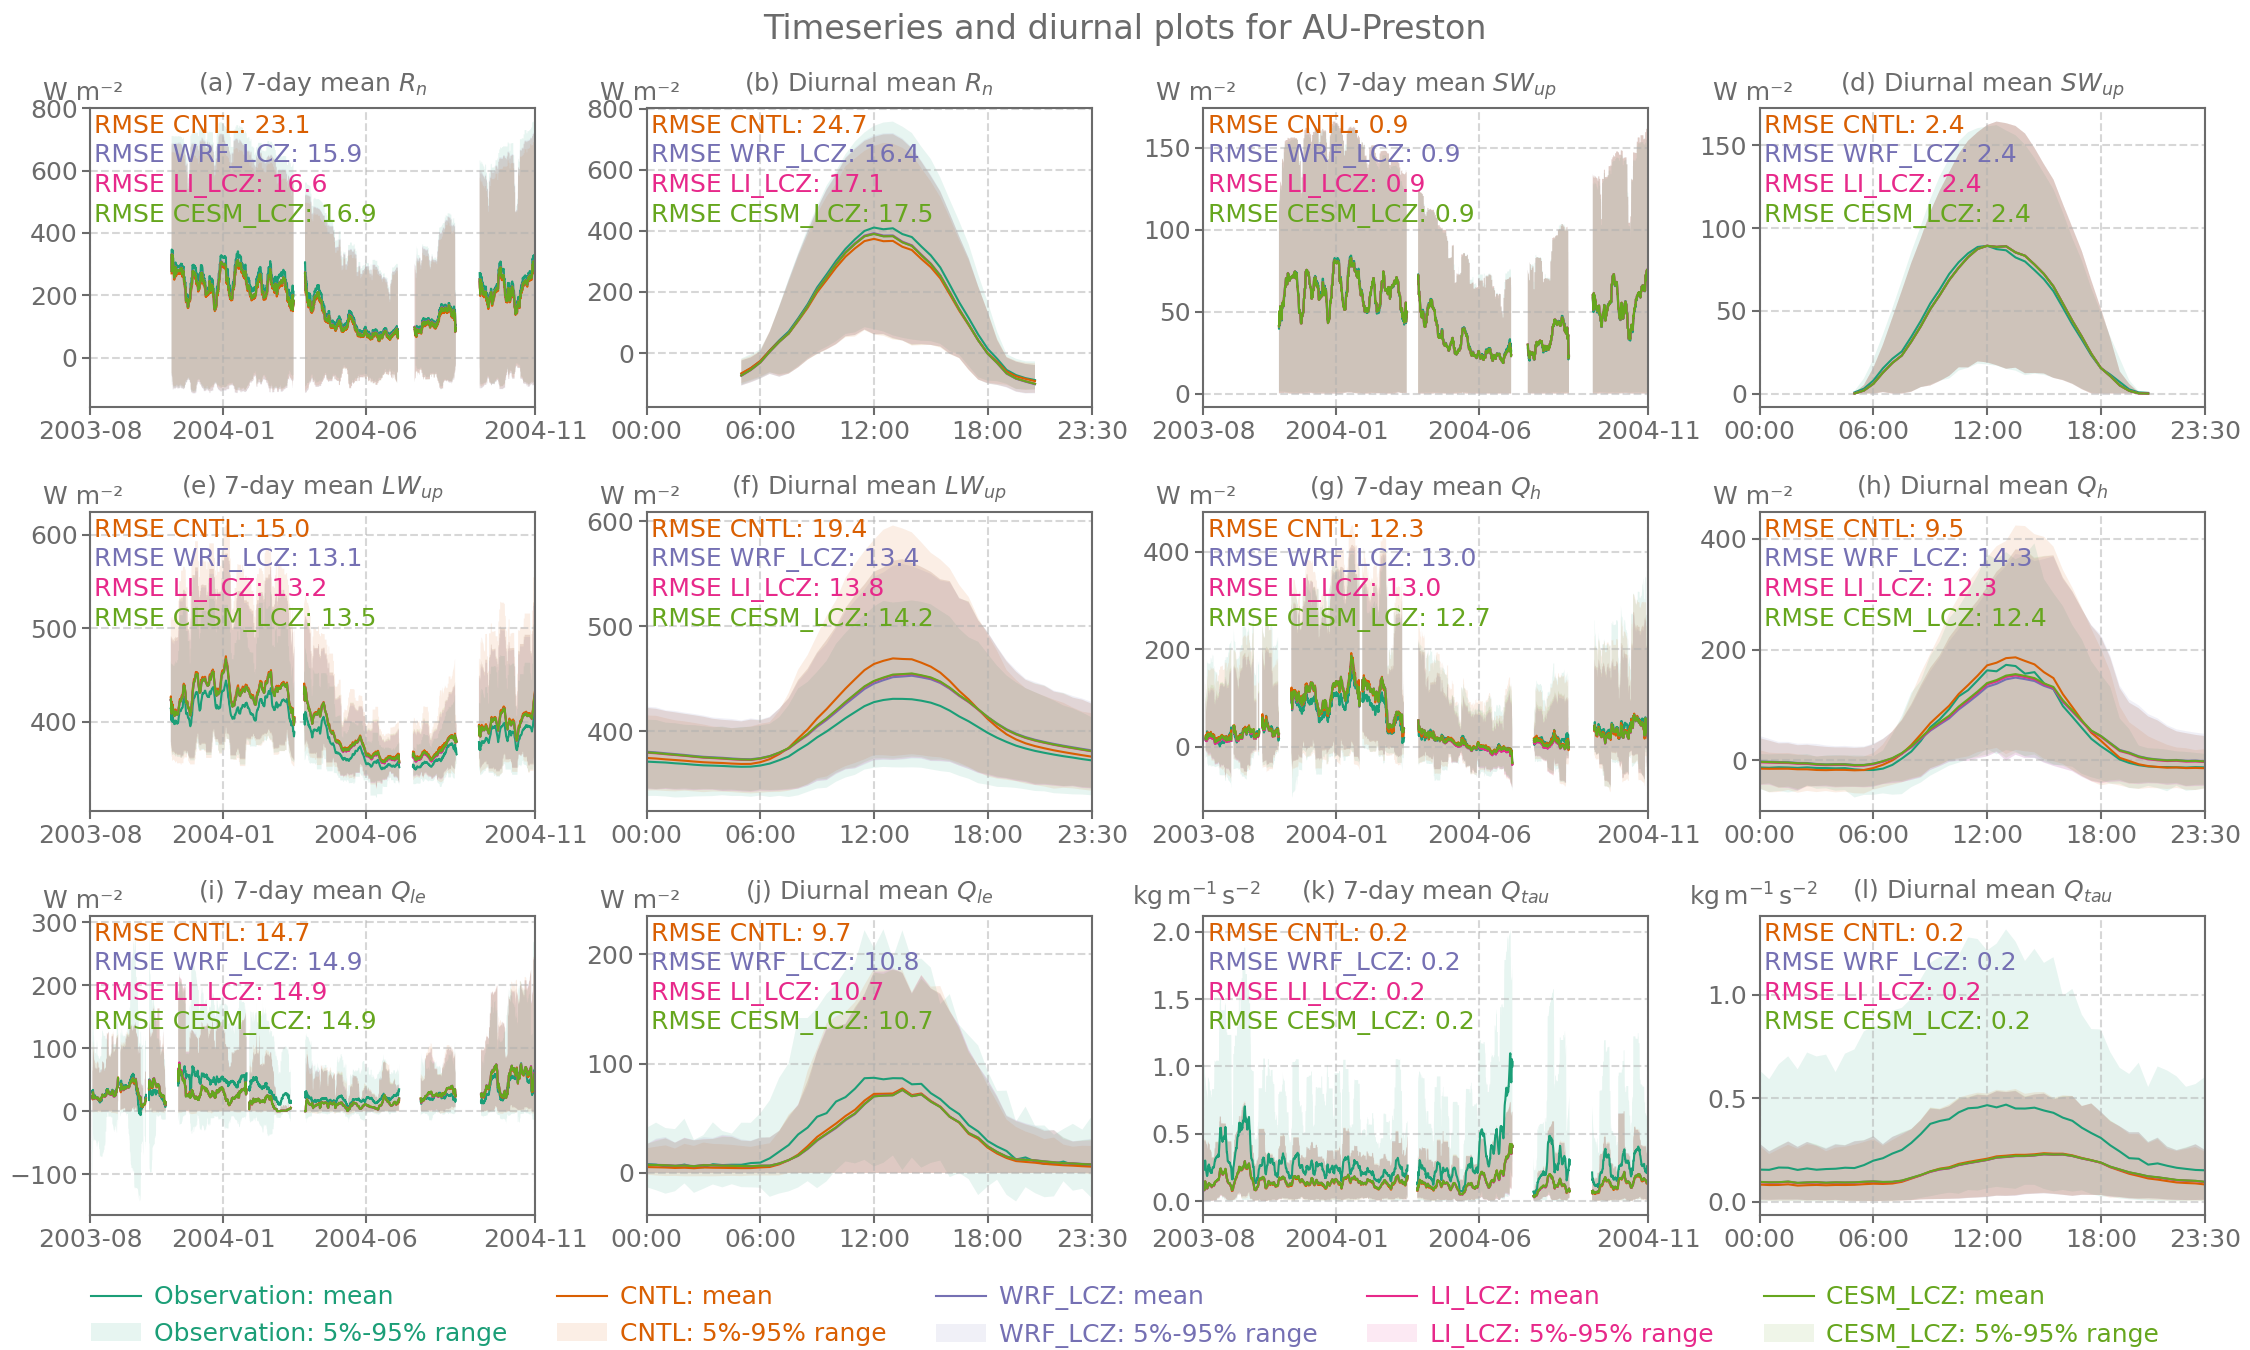 Timeseries and diurnal plots for AU-Preston
W m⁻² (a) 7-day mean Rₙ
800
600
400
200
0
RMSE CNTL: 23.1
RMSE WRF_LCZ: 15.9
RMSE LI_LCZ: 16.6
RMSE CESM_LCZ: 16.9
2003-08 2004-01 2004-06 2004-11
W m⁻² (b) Diurnal mean Rₙ
800
600
400
200
0
RMSE CNTL: 24.7
RMSE WRF_LCZ: 16.4
RMSE LI_LCZ: 17.1
RMSE CESM_LCZ: 17.5
00:00 06:00 12:00 18:00 23:30
W m⁻² (c) 7-day mean SW_up
150
100
50
0
RMSE CNTL: 0.9
RMSE WRF_LCZ: 0.9
RMSE LI_LCZ: 0.9
RMSE CESM_LCZ: 0.9
2003-08 2004-01 2004-06 2004-11
W m⁻² (d) Diurnal mean SW_up
150
100
50
0
RMSE CNTL: 2.4
RMSE WRF_LCZ: 2.4
RMSE LI_LCZ: 2.4
RMSE CESM_LCZ: 2.4
00:00 06:00 12:00 18:00 23:30
W m⁻² (e) 7-day mean LW_up
600
500
400
RMSE CNTL: 15.0
RMSE WRF_LCZ: 13.1
RMSE LI_LCZ: 13.2
RMSE CESM_LCZ: 13.5
2003-08 2004-01 2004-06 2004-11
W m⁻² (f) Diurnal mean LW_up
600
500
400
RMSE CNTL: 19.4
RMSE WRF_LCZ: 13.4
RMSE LI_LCZ: 13.8
RMSE CESM_LCZ: 14.2
00:00 06:00 12:00 18:00 23:30
W m⁻² (g) 7-day mean Q_h
400
200
0
RMSE CNTL: 12.3
RMSE WRF_LCZ: 13.0
RMSE LI_LCZ: 13.0
RMSE CESM_LCZ: 12.7
2003-08 2004-01 2004-06 2004-11
W m⁻² (h) Diurnal mean Q_h
400
200
0
RMSE CNTL: 9.5
RMSE WRF_LCZ: 14.3
RMSE LI_LCZ: 12.3
RMSE CESM_LCZ: 12.4
00:00 06:00 12:00 18:00 23:30
W m⁻² (i) 7-day mean Q_le
300
200
100
0
−100
RMSE CNTL: 14.7
RMSE WRF_LCZ: 14.9
RMSE LI_LCZ: 14.9
RMSE CESM_LCZ: 14.9
2003-08 2004-01 2004-06 2004-11
W m⁻² (j) Diurnal mean Q_le
200
100
0
RMSE CNTL: 9.7
RMSE WRF_LCZ: 10.8
RMSE LI_LCZ: 10.7
RMSE CESM_LCZ: 10.7
00:00 06:00 12:00 18:00 23:30
kg m⁻¹ s⁻² (k) 7-day mean Q_tau
2.0
1.5
1.0
0.5
0.0
RMSE CNTL: 0.2
RMSE WRF_LCZ: 0.2
RMSE LI_LCZ: 0.2
RMSE CESM_LCZ: 0.2
2003-08 2004-01 2004-06 2004-11
kg m⁻¹ s⁻² (l) Diurnal mean Q_tau
1.0
0.5
0.0
RMSE CNTL: 0.2
RMSE WRF_LCZ: 0.2
RMSE LI_LCZ: 0.2
RMSE CESM_LCZ: 0.2
00:00 06:00 12:00 18:00 23:30
Observation: mean CNTL: mean WRF_LCZ: mean LI_LCZ: mean CESM_LCZ: mean
Observation: 5%-95% range CNTL: 5%-95% range WRF_LCZ: 5%-95% range LI_LCZ: 5%-95% range CESM_LCZ: 5%-95% range